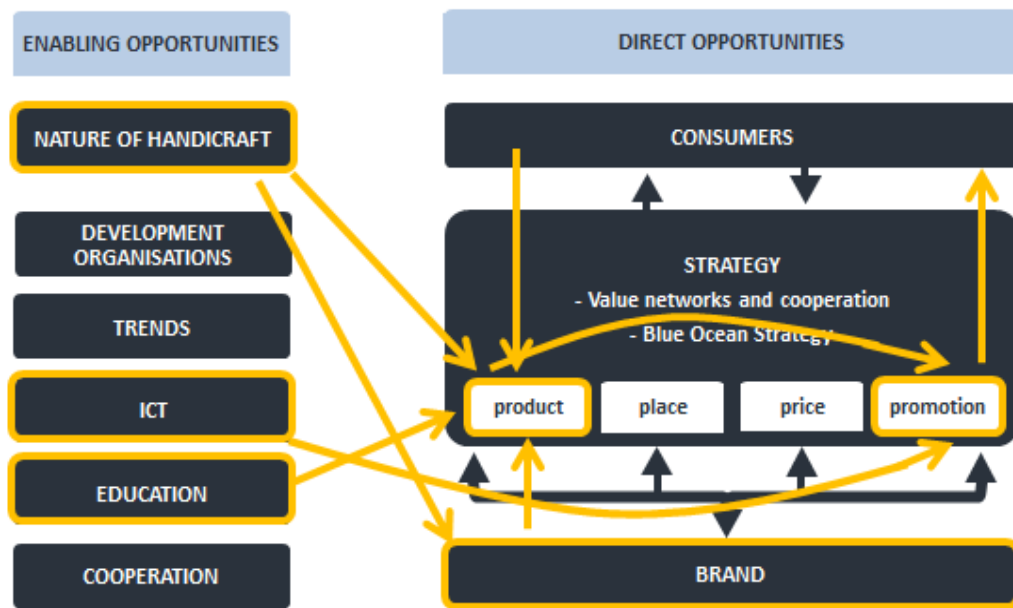 ENABLING OPPORTUNITIES
NATURE OF HANDICRAFT
DEVELOPMENT
ORGANISATIONS
TRENDS
ICT
EDUCATION
COOPERATION
DIRECT OPPORTUNITIES
CONSUMERS
STRATEGY
- Value networks and cooperation
- Blue Ocean Strategy
product
place
price
promotion
BRAND